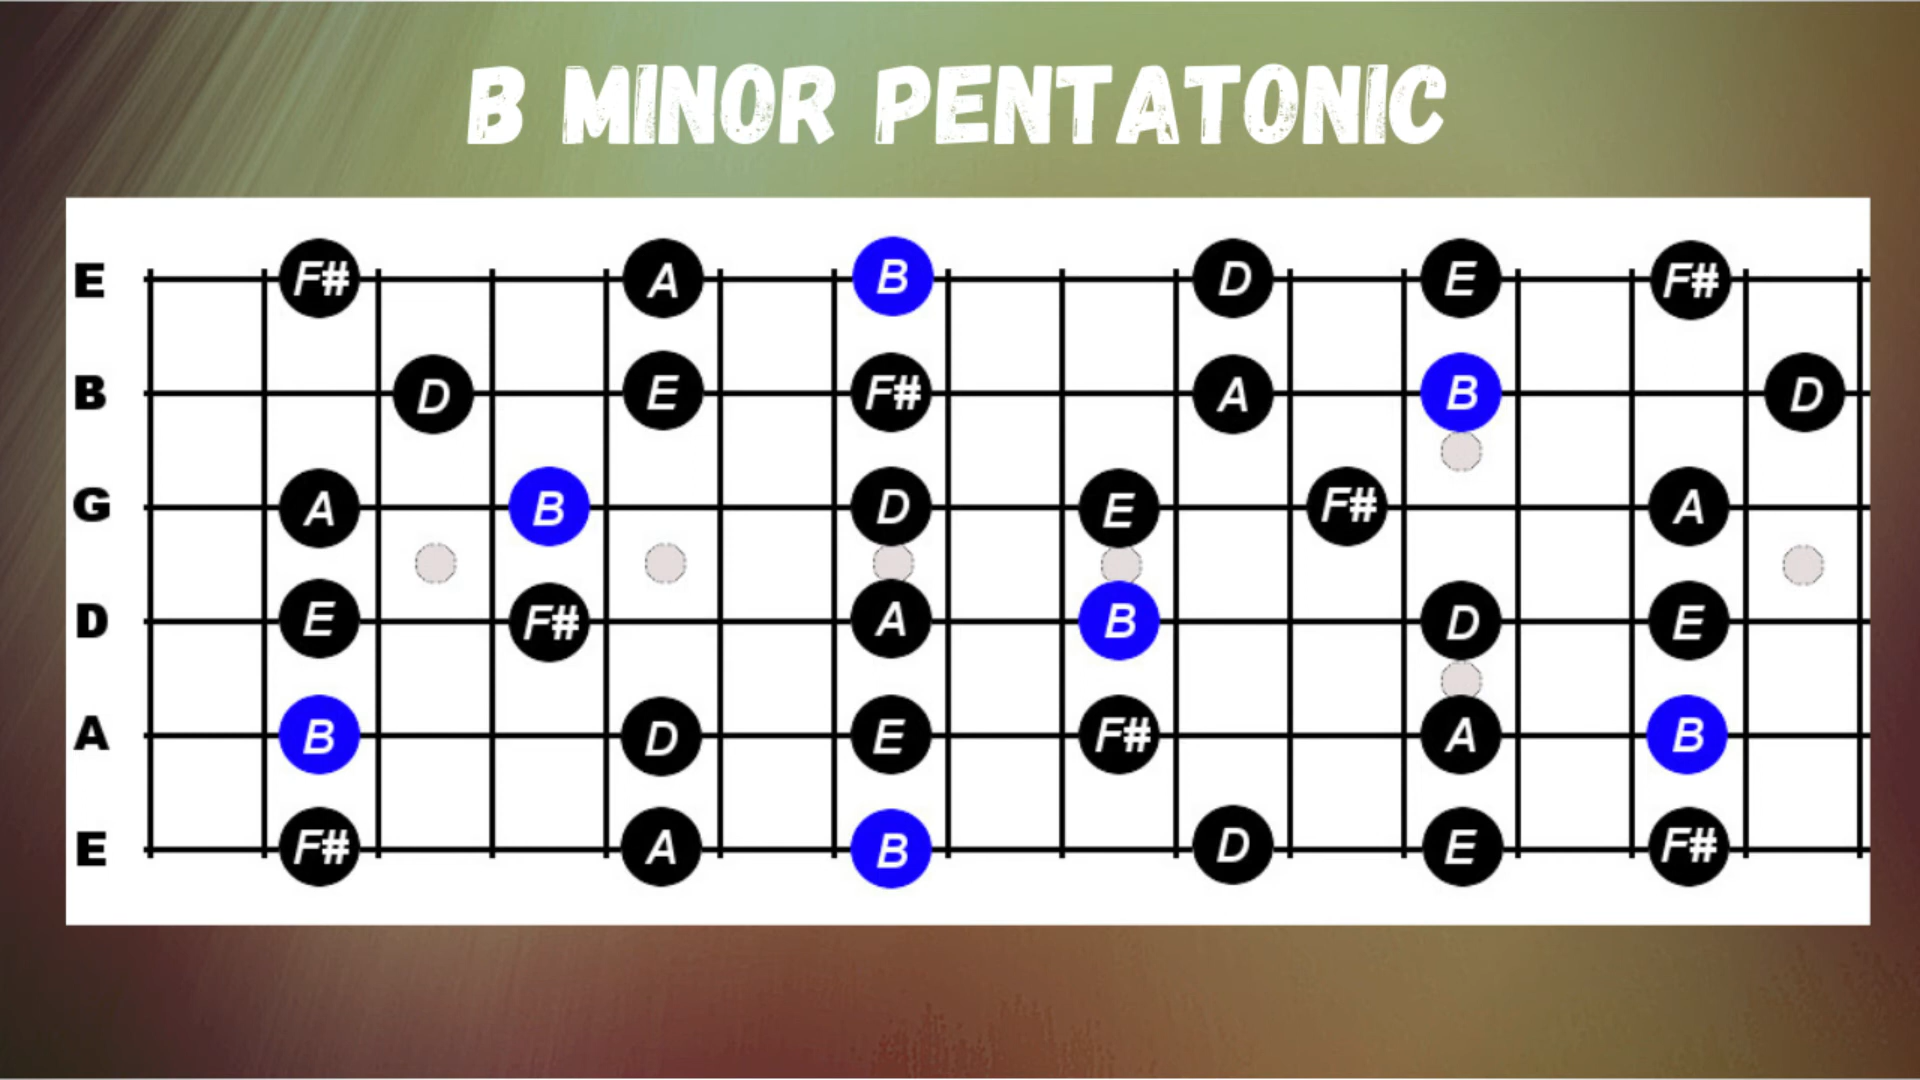 B MINOR PENTATONIC
E F# A B D E F#
B D E F# A B D
G A B D E F# A
D E F# A B D E
A B D E F# A B
E F# A B D E F#